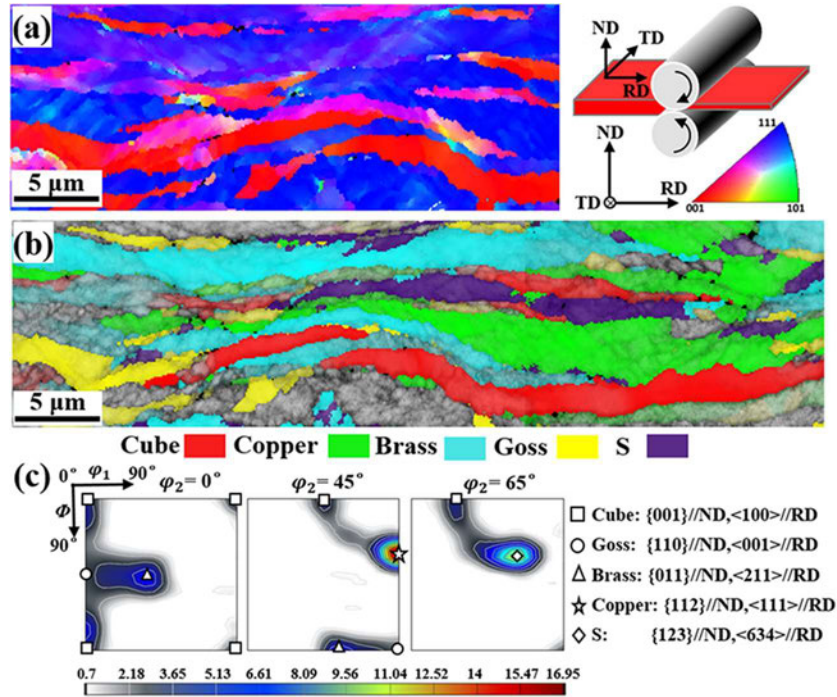 (a)
5 μm
ND
TD
RD
ND
TD
RD
111
001
101
(b)
5 μm
Cube Copper Brass Goss S
(c)
0° φ₁ 90° φ₂= 0° φ₂= 45° φ₂= 65°
Φ
90°
Cube: {001}//ND,<100>//RD
Goss: {110}//ND,<001>//RD
Brass: {011}//ND,<211>//RD
Copper: {112}//ND,<111>//RD
S: {123}//ND,<634>//RD
0.7 2.18 3.65 5.13 6.61 8.09 9.56 11.04 12.52 14 15.47 16.95